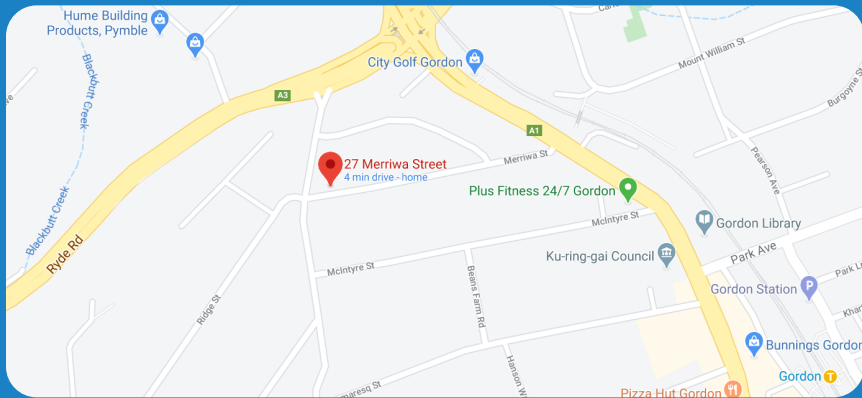 Hume Building
Products, Pymble
City Golf Gordon
Mount William St
Burgoyne St
Blackbutt Creek
A3
A1
27 Merriwa Street
4 min drive - home
Merriwa St
Pearson Ave
Plus Fitness 24/7 Gordon
McIntyre St
Gordon Library
Blackbutt Creek
Ryde Rd
Ku-ring-gai Council
Park Ave
McIntyre St
Beans Farm Rd
Gordon Station
P
Ridge St
Bunnings Gordon
Hanson W
Gordon T
Pizza Hut Gordon